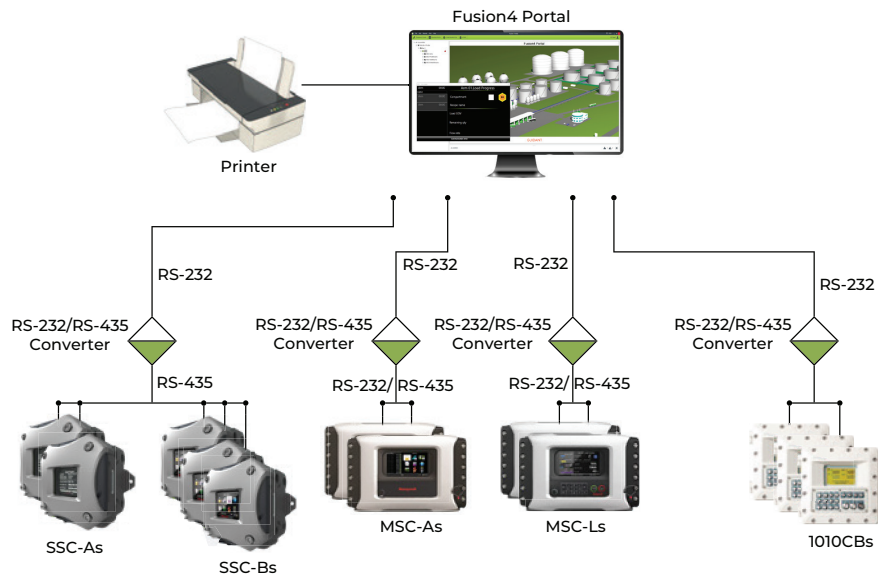 Fusion4 Portal
Printer
RS-232
RS-232
RS-232
RS-232
RS-232/RS-435
Converter
RS-232/RS-435
Converter
RS-232/RS-435
Converter
RS-232/RS-435
Converter
RS-435
RS-232/ RS-435
RS-232/ RS-435
SSC-As
SSC-Bs
MSC-As
MSC-Ls
1010CBs